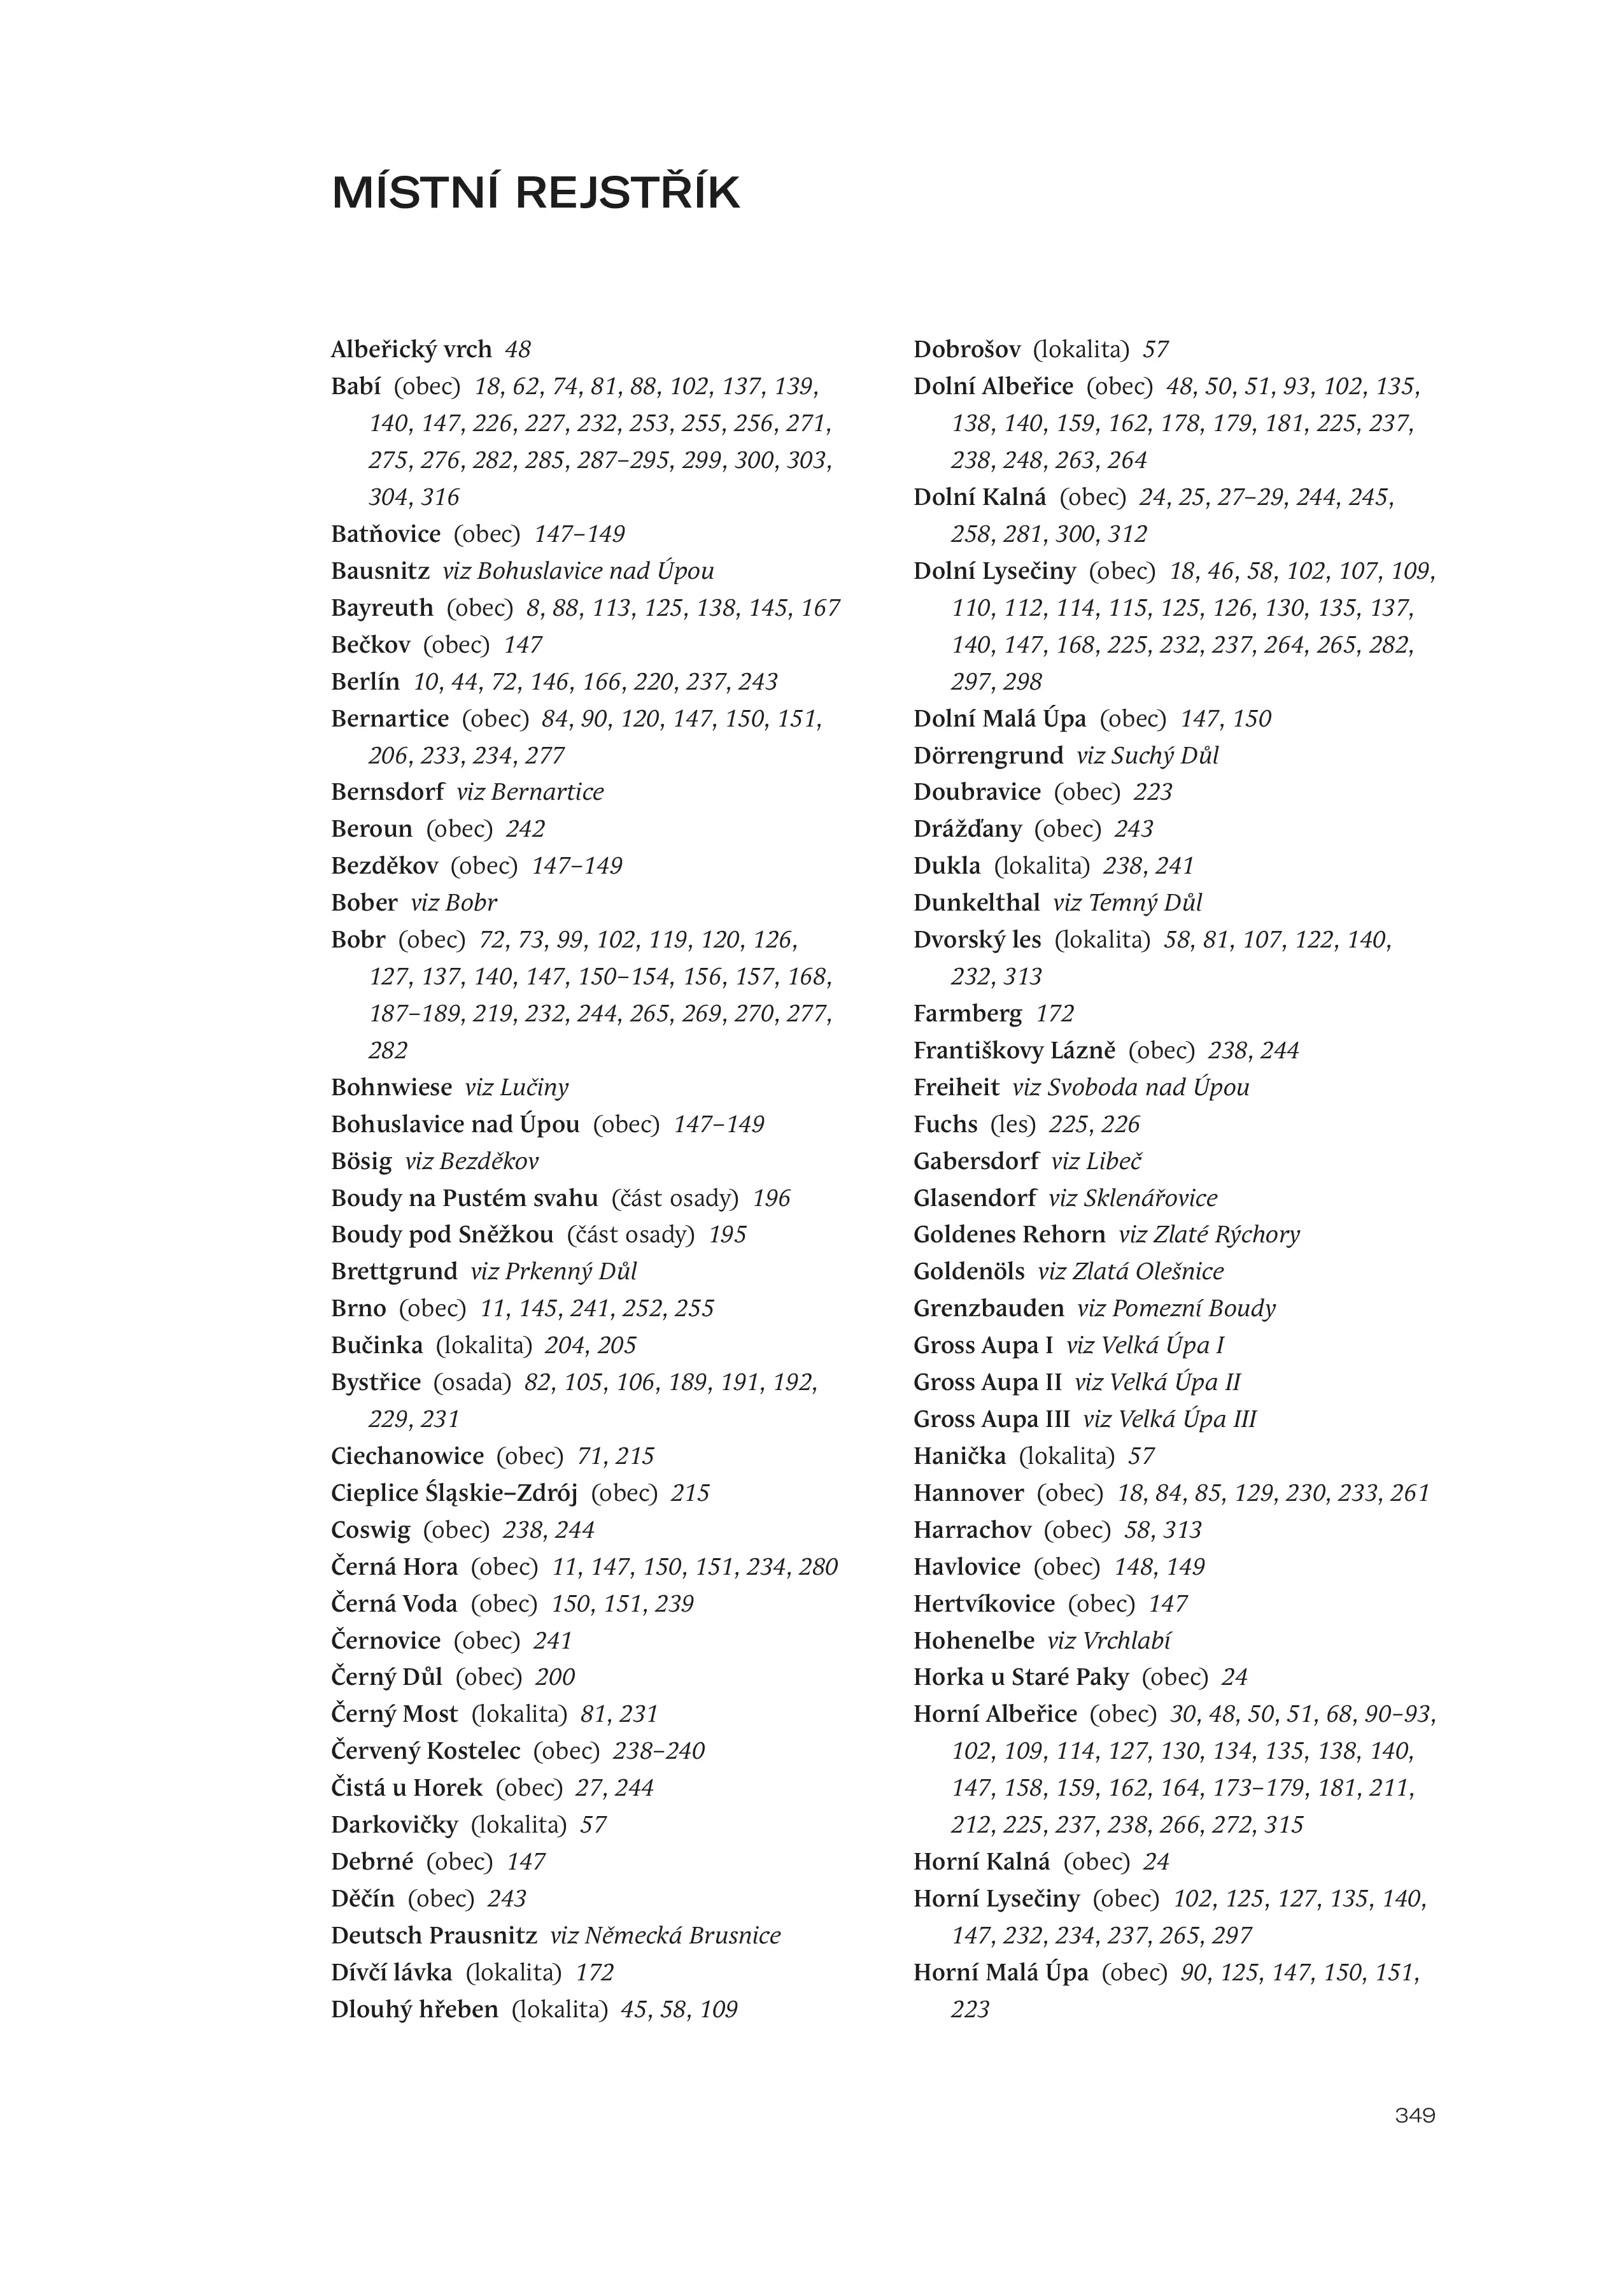 MÍSTNÍ REJSTŘÍK
Albeřický vrch 48
Babí (obec) 18, 62, 74, 81, 88, 102, 137, 139,
140, 147, 226, 227, 232, 253, 255, 256, 271,
275, 276, 282, 285, 287–295, 299, 300, 303,
304, 316
Batňovice (obec) 147–149
Bausnitz viz Bohuslavice nad Úpou
Bayreuth (obec) 8, 88, 113, 125, 138, 145, 167
Bečkov (obec) 147
Berlín 10, 44, 72, 146, 166, 220, 237, 243
Bernartice (obec) 84, 90, 120, 147, 150, 151,
206, 233, 234, 277
Bernsdorf viz Bernartice
Beroun (obec) 242
Bezděkov (obec) 147–149
Bober viz Bobr
Bobr (obec) 72, 73, 99, 102, 119, 120, 126,
127, 137, 140, 147, 150–154, 156, 157, 168,
187–189, 219, 232, 244, 265, 269, 270, 277,
282
Bohnwiese viz Lučiny
Bohuslavice nad Úpou (obec) 147–149
Bösig viz Bezděkov
Boudy na Pustém svahu (část osady) 196
Boudy pod Sněžkou (část osady) 195
Brettgrund viz Prkenný Důl
Brno (obec) 11, 145, 241, 252, 255
Bučinka (lokalita) 204, 205
Bystřice (osada) 82, 105, 106, 189, 191, 192,
229, 231
Ciechanowice (obec) 71, 215
Cieplice Śląskie–Zdrój (obec) 215
Coswig (obec) 238, 244
Černá Hora (obec) 11, 147, 150, 151, 234, 280
Černá Voda (obec) 150, 151, 239
Černovice (obec) 241
Černý Důl (obec) 200
Černý Most (lokalita) 81, 231
Červený Kostelec (obec) 238–240
Čistá u Horek (obec) 27, 244
Darkovičky (lokalita) 57
Debrné (obec) 147
Děčín (obec) 243
Deutsch Prausnitz viz Německá Brusnice
Dívčí lávka (lokalita) 172
Dlouhý hřeben (lokalita) 45, 58, 109
Dobrošov (lokalita) 57
Dolní Albeřice (obec) 48, 50, 51, 93, 102, 135,
138, 140, 159, 162, 178, 179, 181, 225, 237,
238, 248, 263, 264
Dolní Kalná (obec) 24, 25, 27–29, 244, 245,
258, 281, 300, 312
Dolní Lysečiny (obec) 18, 46, 58, 102, 107, 109,
110, 112, 114, 115, 125, 126, 130, 135, 137,
140, 147, 168, 225, 232, 237, 264, 265, 282,
297, 298
Dolní Malá Úpa (obec) 147, 150
Dörrengrund viz Suchý Důl
Doubravice (obec) 223
Drážďany (obec) 243
Dukla (lokalita) 238, 241
Dunkelthal viz Temný Důl
Dvorský les (lokalita) 58, 81, 107, 122, 140,
232, 313
Farmberg 172
Františkovy Lázně (obec) 238, 244
Freiheit viz Svoboda nad Úpou
Fuchs (les) 225, 226
Gabersdorf viz Libeč
Glasendorf viz Sklenářovice
Goldenes Rehorn viz Zlaté Rýchory
Goldenöls viz Zlatá Olešnice
Grenzbauden viz Pomezní Boudy
Gross Aupa I viz Velká Úpa I
Gross Aupa II viz Velká Úpa II
Gross Aupa III viz Velká Úpa III
Hanička (lokalita) 57
Hannover (obec) 18, 84, 85, 129, 230, 233, 261
Harrachov (obec) 58, 313
Havlovice (obec) 148, 149
Hertvíkovice (obec) 147
Hohenelbe viz Vrchlabí
Horka u Staré Paky (obec) 24
Horní Albeřice (obec) 30, 48, 50, 51, 68, 90–93,
102, 109, 114, 127, 130, 134, 135, 138, 140,
147, 158, 159, 162, 164, 173–179, 181, 211,
212, 225, 237, 238, 266, 272, 315
Horní Kalná (obec) 24
Horní Lysečiny (obec) 102, 125, 127, 135, 140,
147, 232, 234, 237, 265, 297
Horní Malá Úpa (obec) 90, 125, 147, 150, 151,
223
349